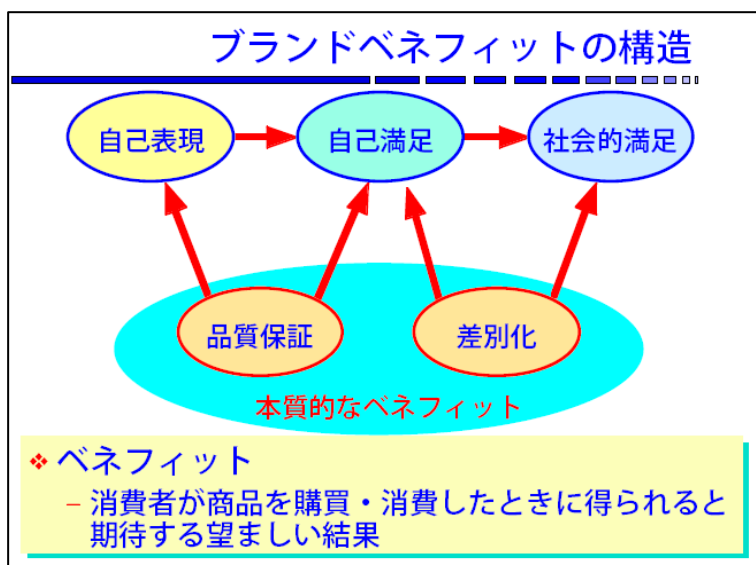 ブランドベネフィットの構造
自己表現
自己満足
社会的満足
品質保証
差別化
本質的なベネフィット
❖ ベネフィット
– 消費者が商品を購買・消費したときに得られると
期待する望ましい結果